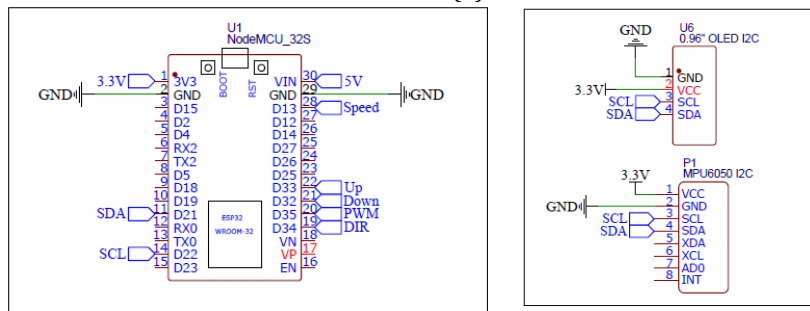 U1
NodeMCU_32S
3.3V 1 3V3 VIN 30 5V
GND 2 GND GND 29 GND
3 D15 D13 28 Speed
4 D2 D12 27
5 D4 D14 26
6 RX2 D27 25
7 TX2 D26 24
8 D5 D25 23
9 D18 D33 22 Up
10 D19 D32 21 Down
SDA 11 D21 D35 20 PWM
12 RX0 D34 19 DIR
13 TX0 VN 18
SCL 14 D22 VP 17
15 D23 EN 16
BOOT
RST
ESP32
WROOM-32
U6
0.96" OLED I2C
GND
1 GND
3.3V 2 VCC
SCL 3 SCL
SDA 4 SDA
P1
MPU6050 I2C
3.3V
1 VCC
GND 2 GND
SCL 3 SCL
SDA 4 SDA
5 XDA
6 XCL
7 AD0
8 INT